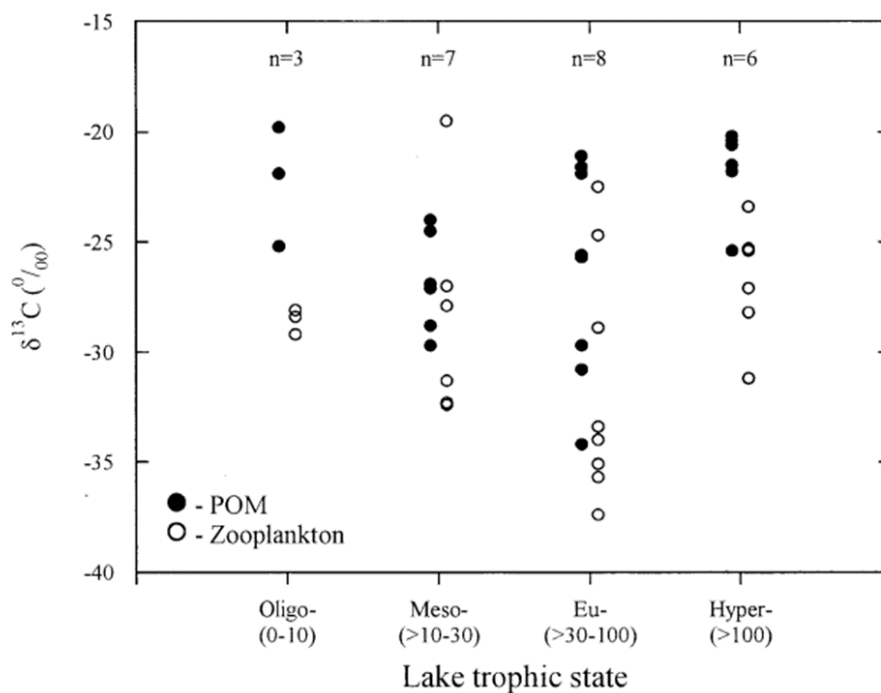 -15
-20
-25
-30
-35
-40
δ¹³C (⁰/₀₀)
n=3 n=7 n=8 n=6
● - POM
○ - Zooplankton
Oligo- Meso- Eu- Hyper-
(0-10) (>10-30) (>30-100) (>100)
Lake trophic state